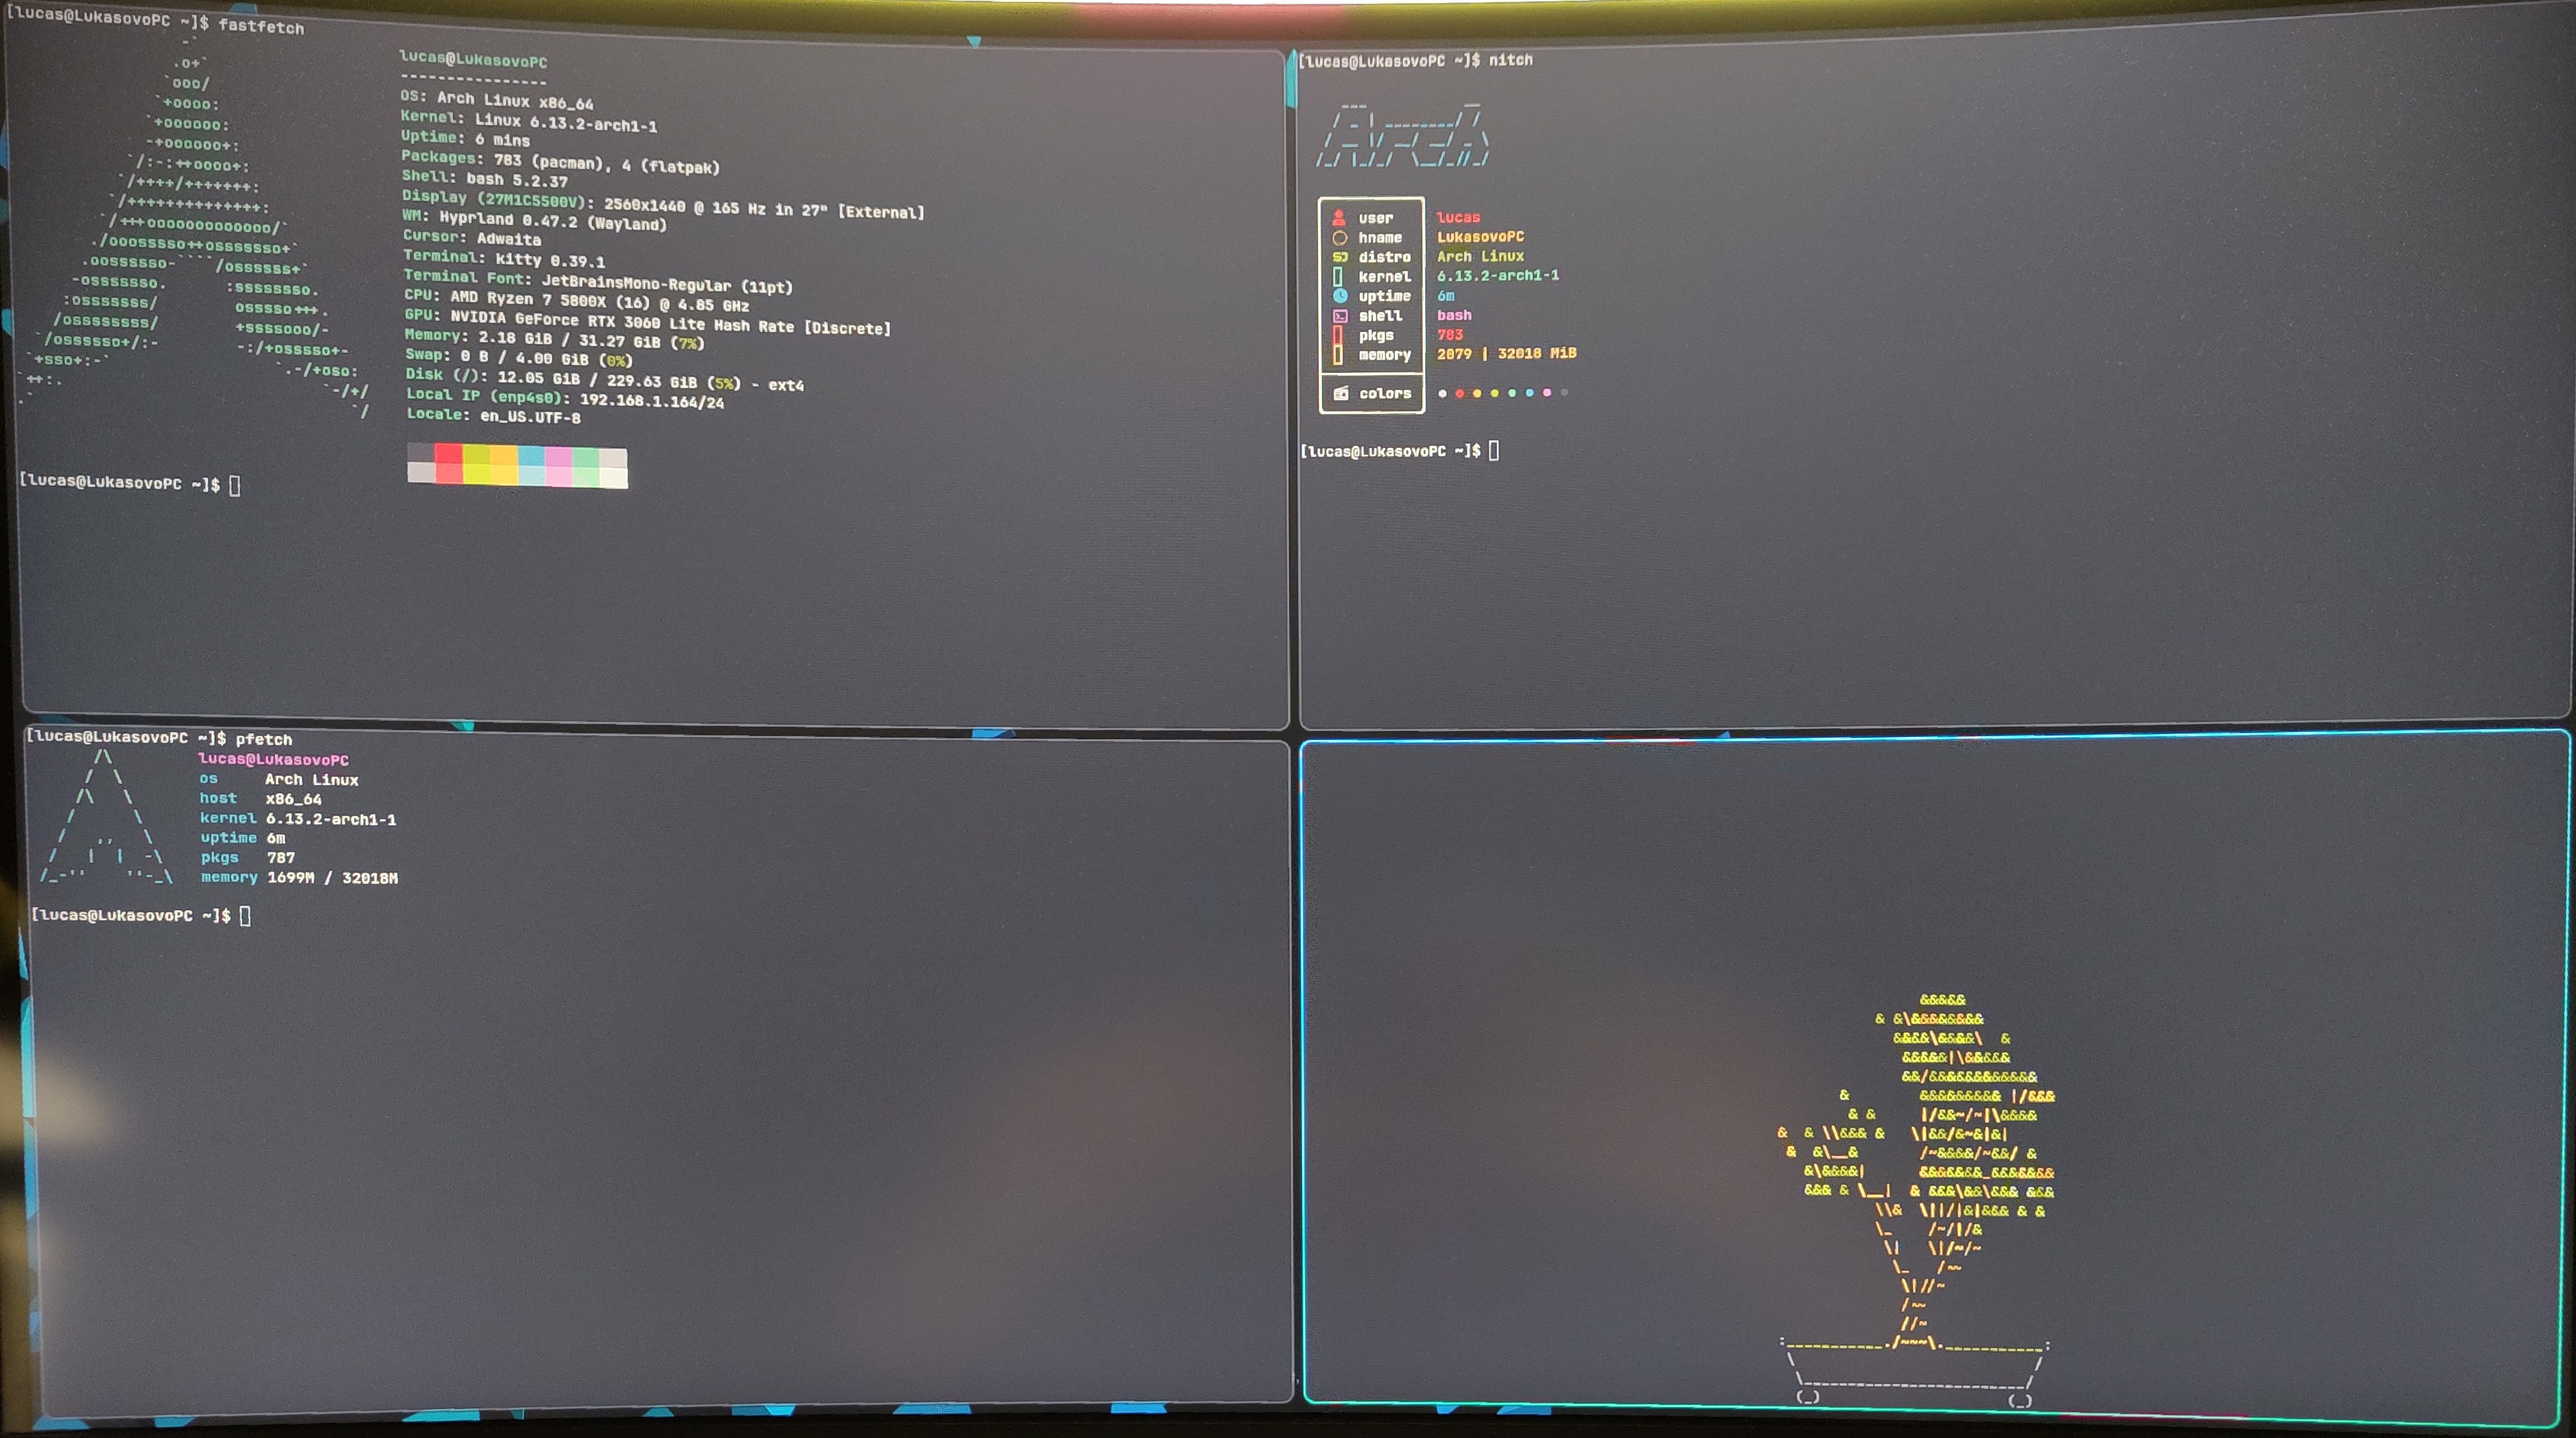 [lucas@LukasovoPC ~]$ fastfetch
lucas@LukasovoPC
----------------
OS: Arch Linux x86_64
Kernel: Linux 6.13.2-arch1-1
Uptime: 6 mins
Packages: 783 (pacman), 4 (flatpak)
Shell: bash 5.2.37
Display (27M1C5500V): 2560x1440 @ 165 Hz in 27" [External]
WM: Hyprland 0.47.2 (Wayland)
Cursor: Adwaita
Terminal: kitty 0.39.1
Terminal Font: JetBrainsMono-Regular (11pt)
CPU: AMD Ryzen 7 5800X (16) @ 4.85 GHz
GPU: NVIDIA GeForce RTX 3060 Lite Hash Rate [Discrete]
Memory: 2.18 GiB / 31.27 GiB (7%)
Swap: 0 B / 4.00 GiB (0%)
Disk (/): 12.05 GiB / 229.63 GiB (5%) - ext4
Local IP (enp4s0): 192.168.1.164/24
Locale: en_US.UTF-8
[lucas@LukasovoPC ~]$
[lucas@LukasovoPC ~]$ nitch
Arch
user lucas
hname LukasovoPC
distro Arch Linux
kernel 6.13.2-arch1-1
uptime 6m
shell bash
pkgs 783
memory 2079 | 32018 MiB
colors
[lucas@LukasovoPC ~]$
[lucas@LukasovoPC ~]$ pfetch
lucas@LukasovoPC
os Arch Linux
host x86_64
kernel 6.13.2-arch1-1
uptime 6m
pkgs 787
memory 1699M / 32018M
[lucas@LukasovoPC ~]$